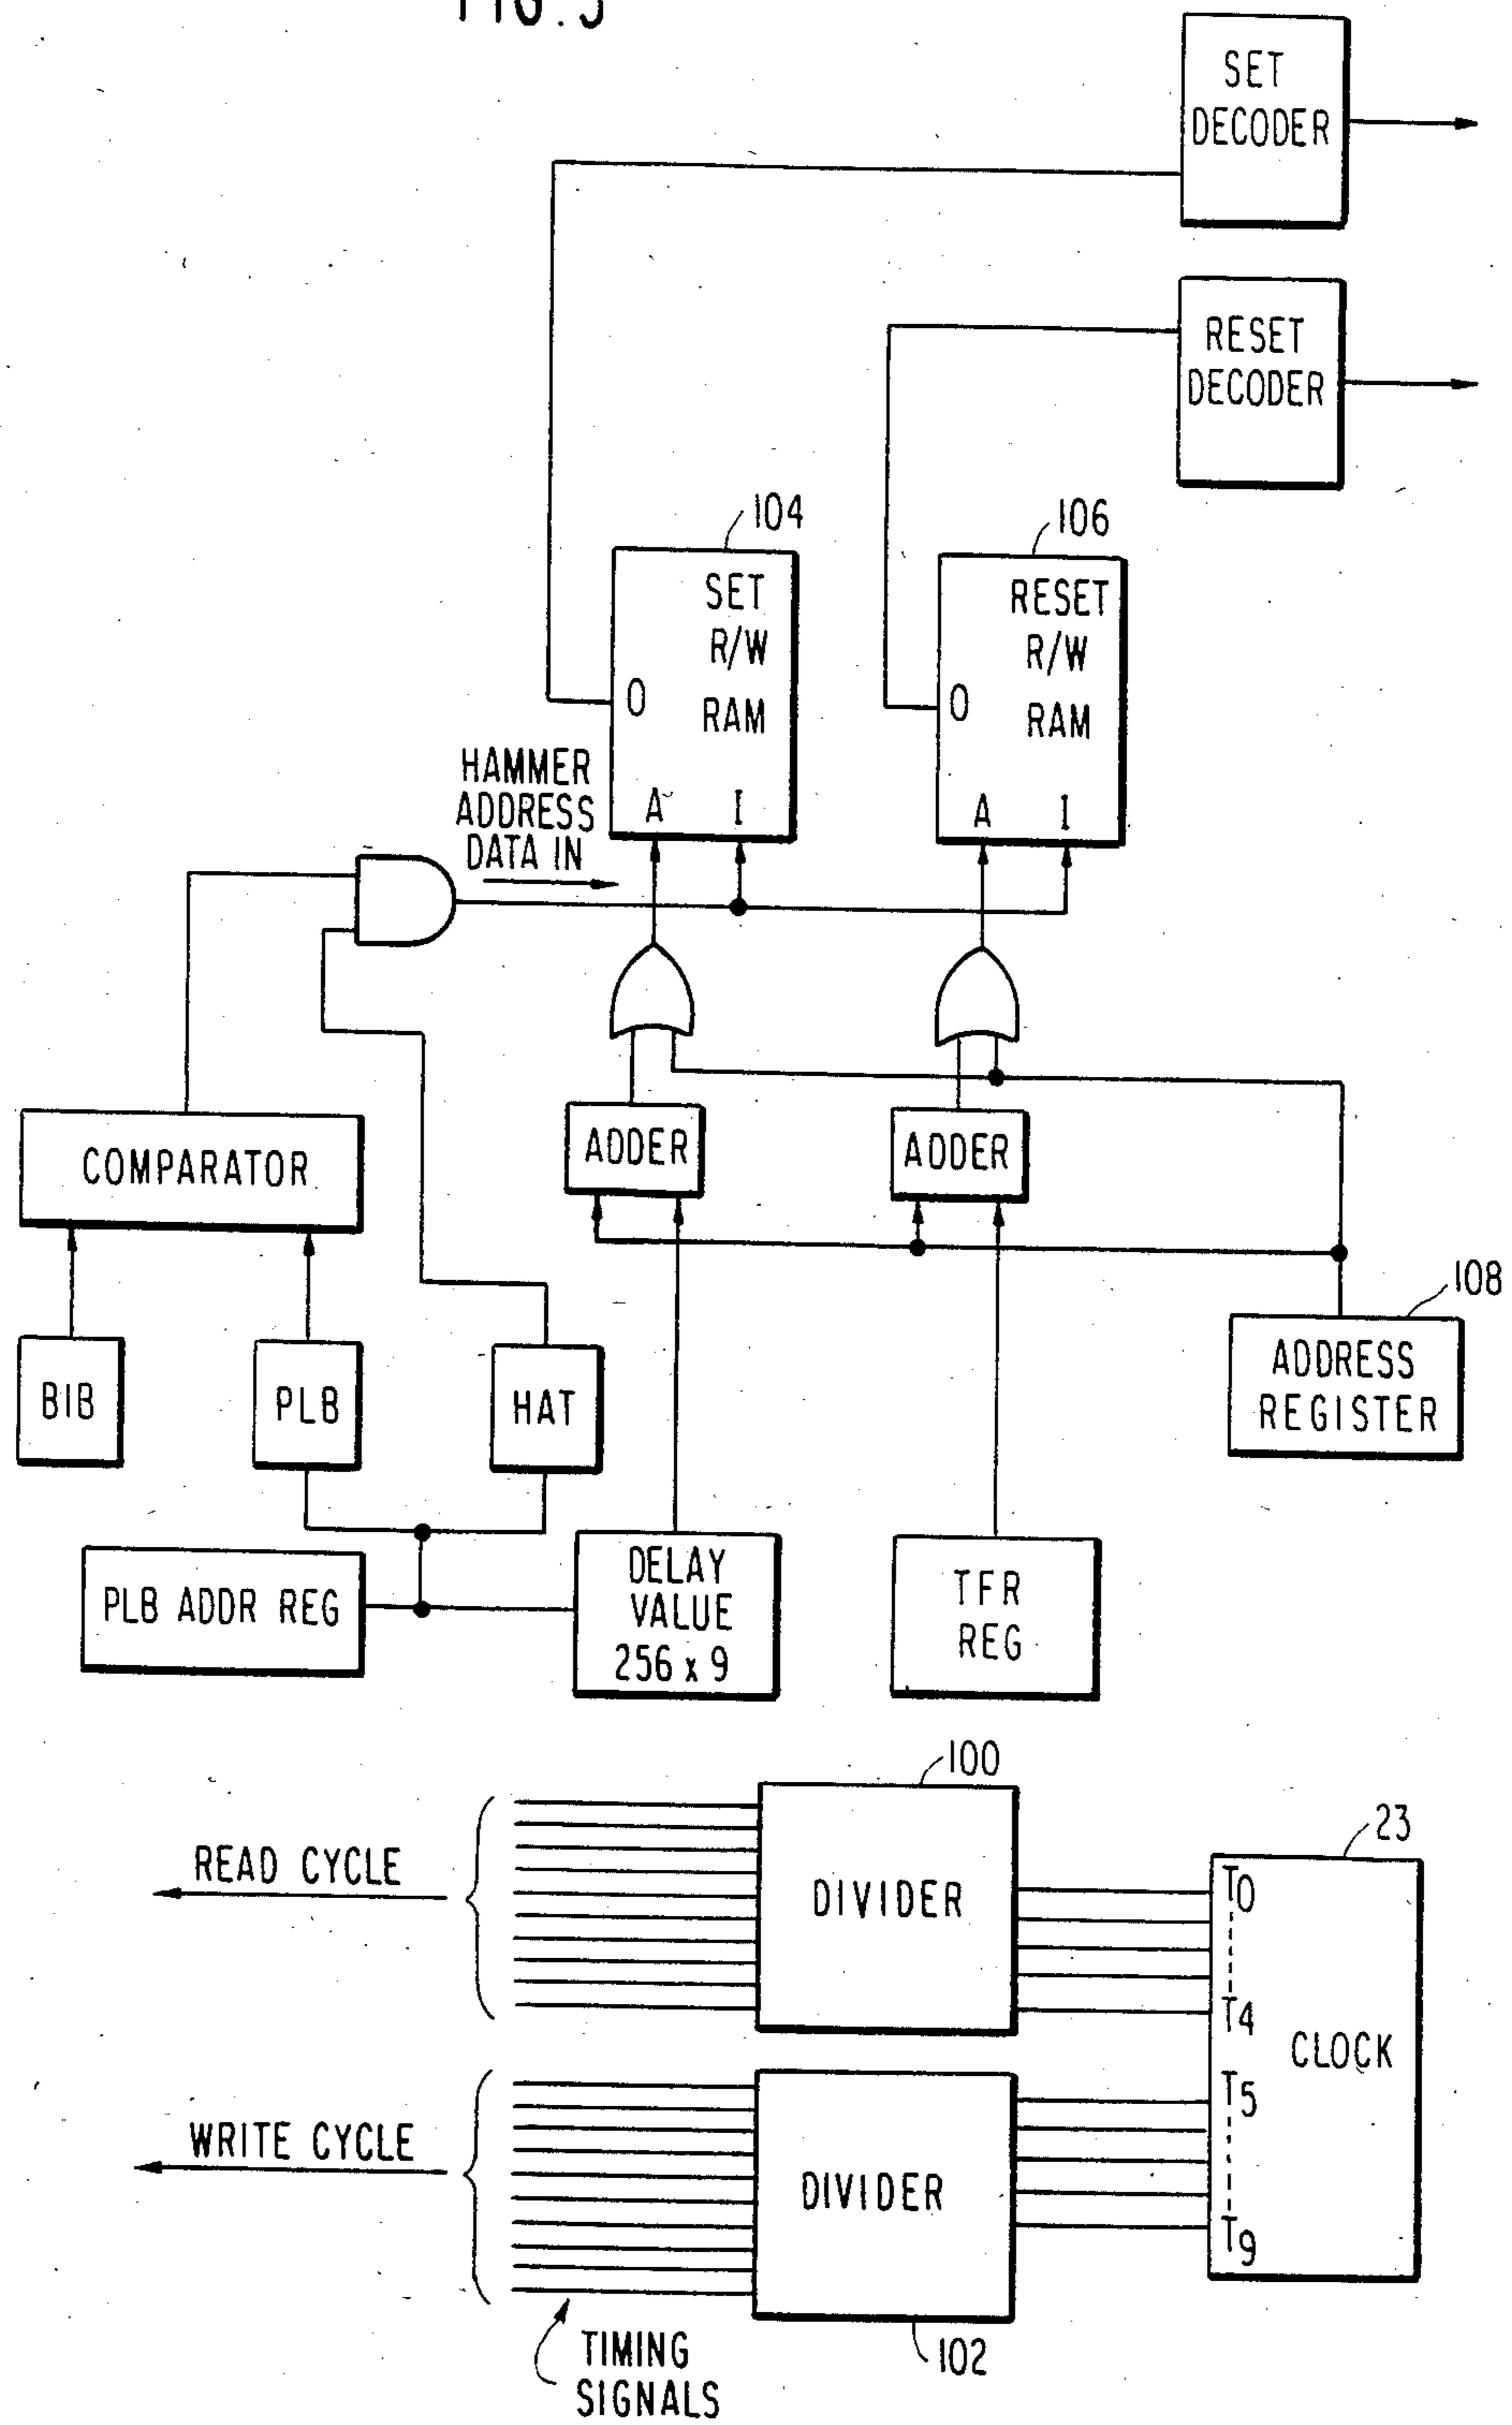 FIG. 5
SET
DECODER
RESET
DECODER
104
SET
R/W
RAM
O
A
I
106
RESET
R/W
RAM
O
A
I
HAMMER
ADDRESS
DATA IN
COMPARATOR
ADDER
ADDER
BIB
PLB
HAT
108
ADDRESS
REGISTER
PLB ADDR REG
DELAY
VALUE
256 x 9
TFR
REG
100
READ CYCLE
DIVIDER
23
T0
T4
CLOCK
T5
T9
WRITE CYCLE
DIVIDER
102
TIMING
SIGNALS